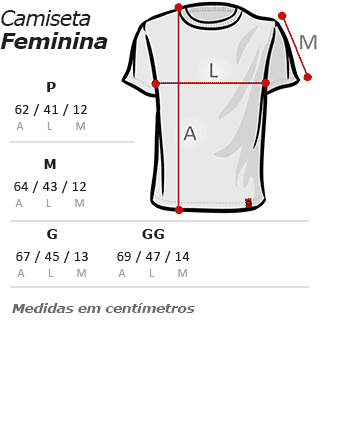 Camiseta
Feminina
M
L
A
P
62 / 41 / 12
A L M
M
64 / 43 / 12
A L M
G
67 / 45 / 13
A L M
GG
69 / 47 / 14
A L M
Medidas em centímetros